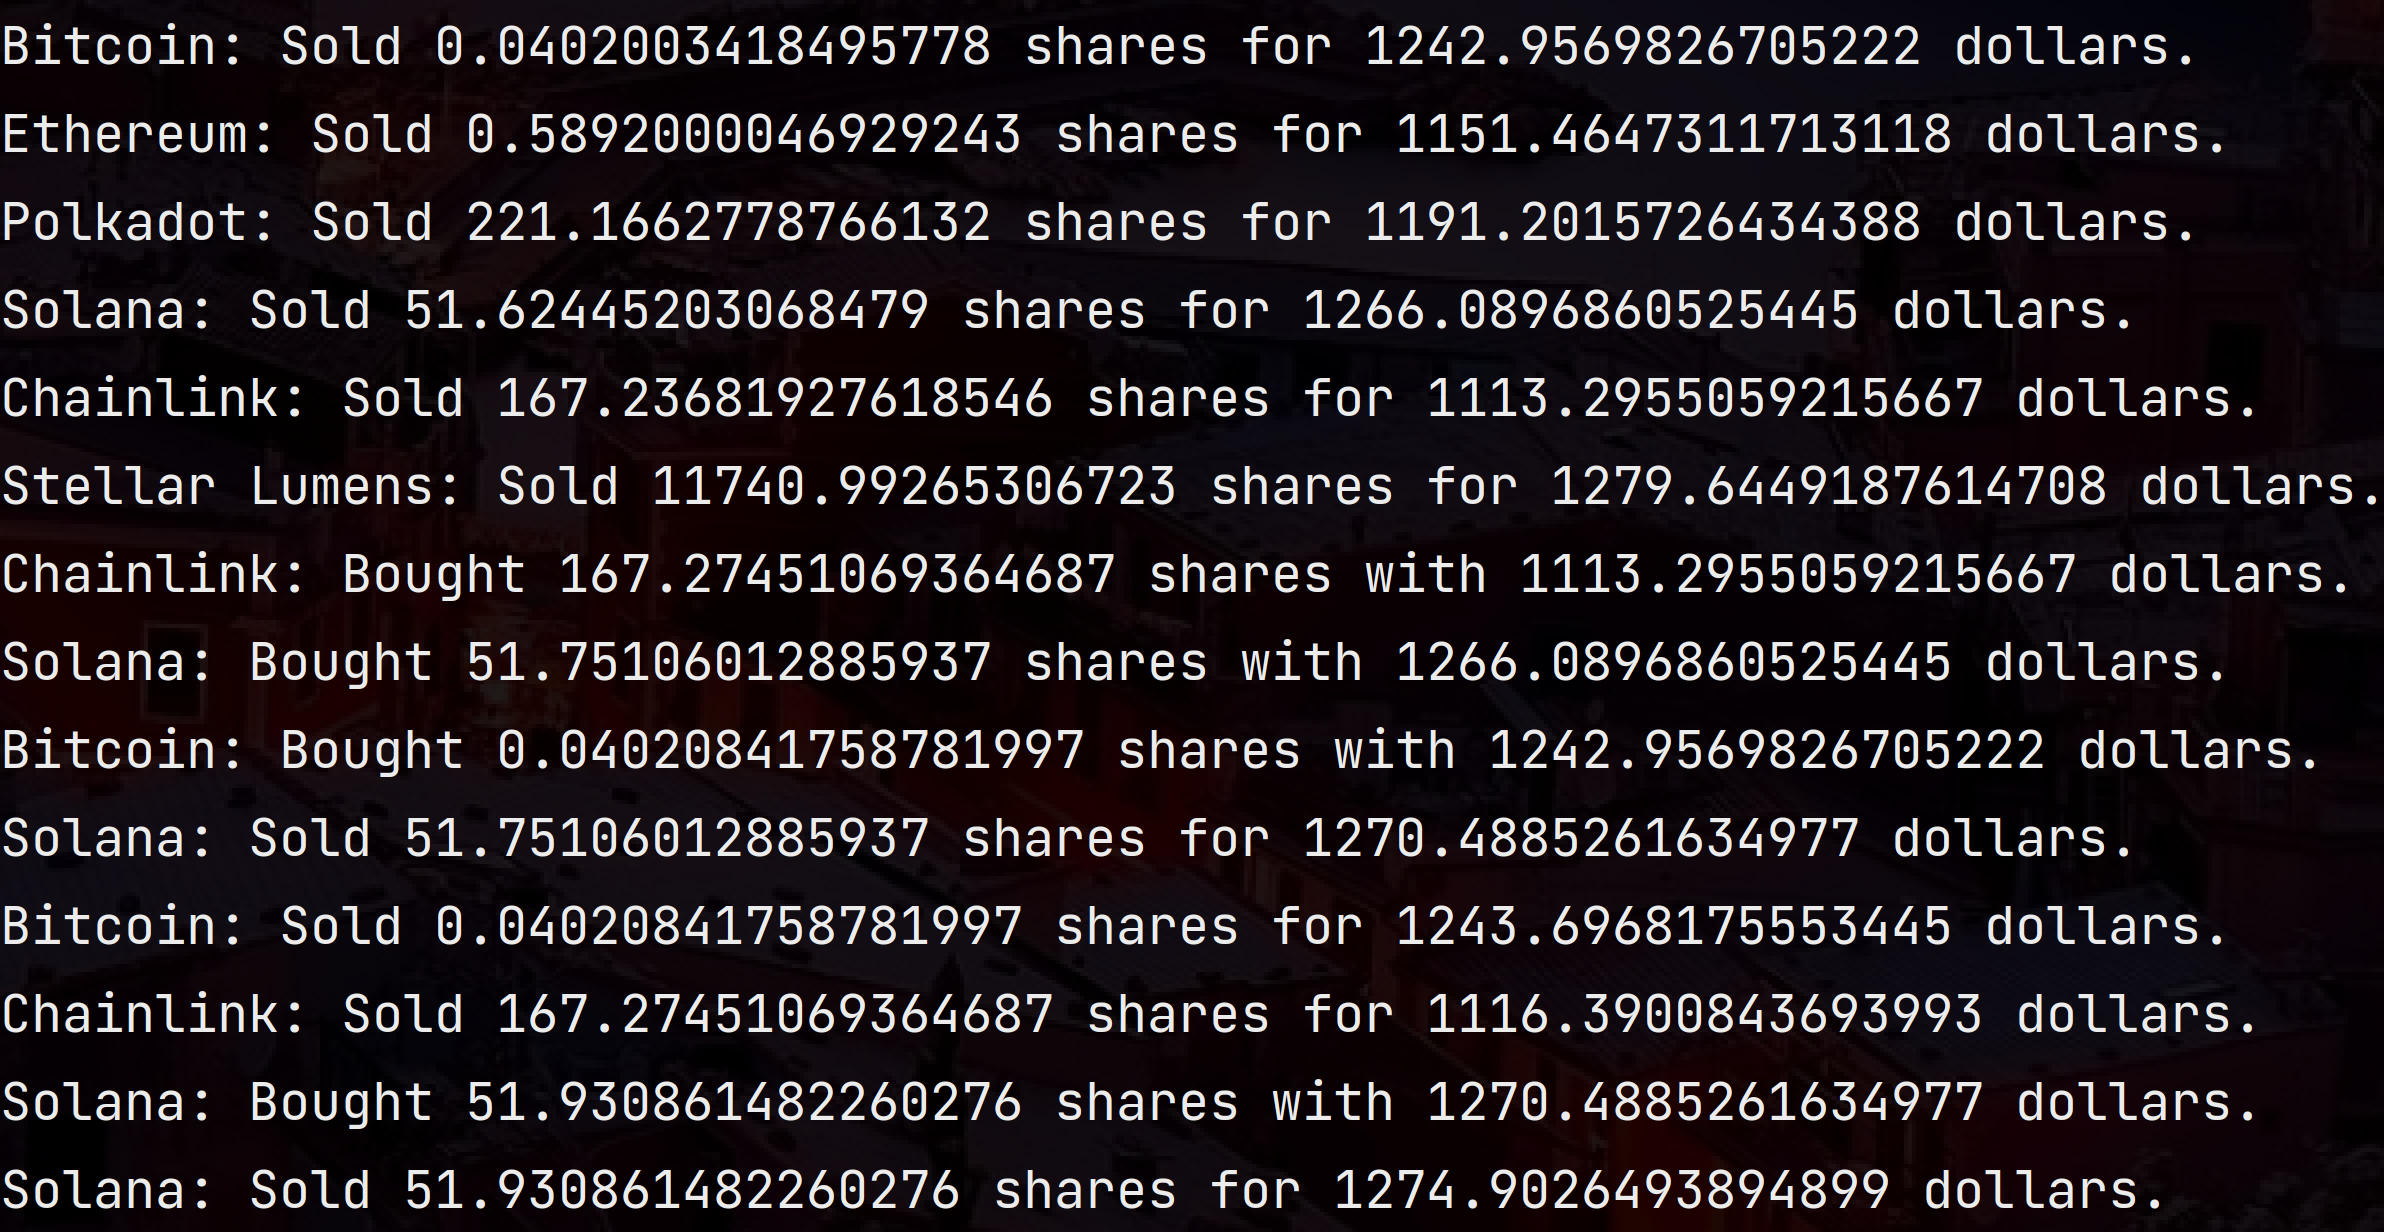 Bitcoin: Sold 0.0402003418495778 shares for 1242.9569826705222 dollars.
Ethereum: Sold 0.5892000046929243 shares for 1151.4647311713118 dollars.
Polkadot: Sold 221.1662778766132 shares for 1191.2015726434388 dollars.
Solana: Sold 51.62445203068479 shares for 1266.0896860525445 dollars.
Chainlink: Sold 167.23681927618546 shares for 1113.2955059215667 dollars.
Stellar Lumens: Sold 11740.99265306723 shares for 1279.6449187614708 dollars.
Chainlink: Bought 167.27451069364687 shares with 1113.2955059215667 dollars.
Solana: Bought 51.75106012885937 shares with 1266.0896860525445 dollars.
Bitcoin: Bought 0.04020841758781997 shares with 1242.9569826705222 dollars.
Solana: Sold 51.75106012885937 shares for 1270.4885261634977 dollars.
Bitcoin: Sold 0.04020841758781997 shares for 1243.6968175553445 dollars.
Chainlink: Sold 167.27451069364687 shares for 1116.3900843693993 dollars.
Solana: Bought 51.930861482260276 shares with 1270.4885261634977 dollars.
Solana: Sold 51.930861482260276 shares for 1274.9026493894899 dollars.